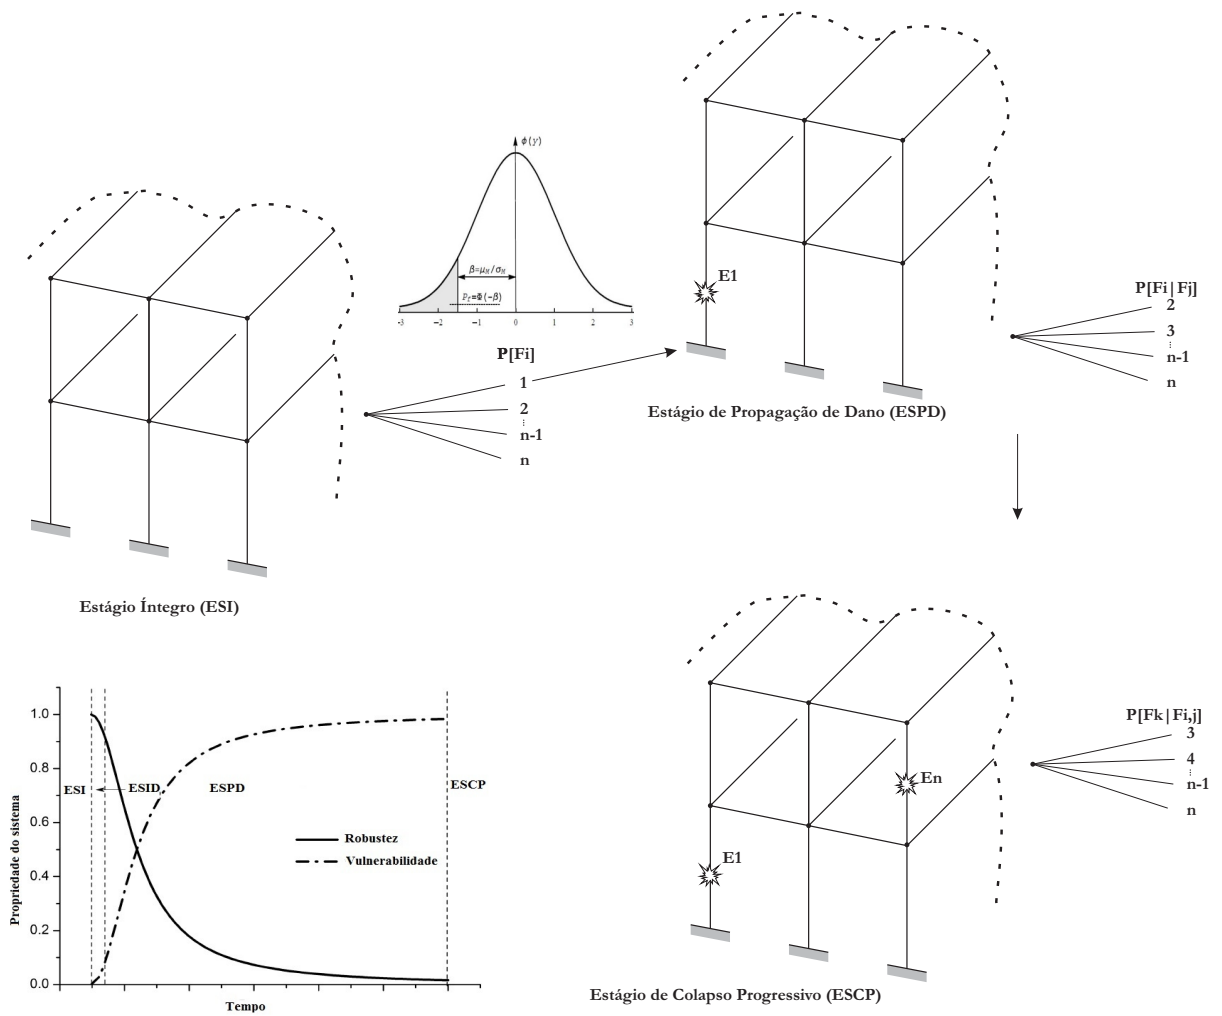 ϕ(y)
β=μM/σM
Pf=Φ(-β)
-3 -2 -1 0 1 2 3
P[Fi]
1
2
n-1
n
Estágio Íntegro (ESI)
E1
P[Fi|Fj]
2
3
n-1
n
Estágio de Propagação de Dano (ESPD)
E1
En
P[Fk|Fi,j]
3
4
n-1
n
Estágio de Colapso Progressivo (ESCP)
Propriedade do sistema
1.0
0.8
0.6
0.4
0.2
0.0
ESI
ESID
ESPD
ESCP
Robustez
Vulnerabilidade
Tempo